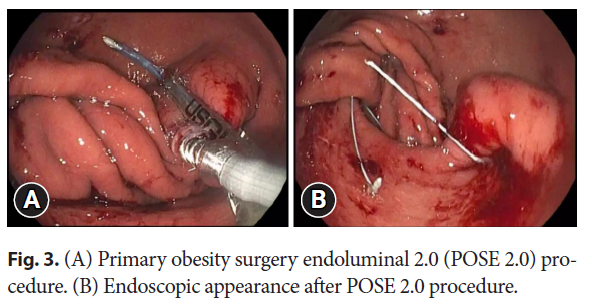 USGI
A
B
Fig. 3. (A) Primary obesity surgery endoluminal 2.0 (POSE 2.0) pro-
cedure. (B) Endoscopic appearance after POSE 2.0 procedure.